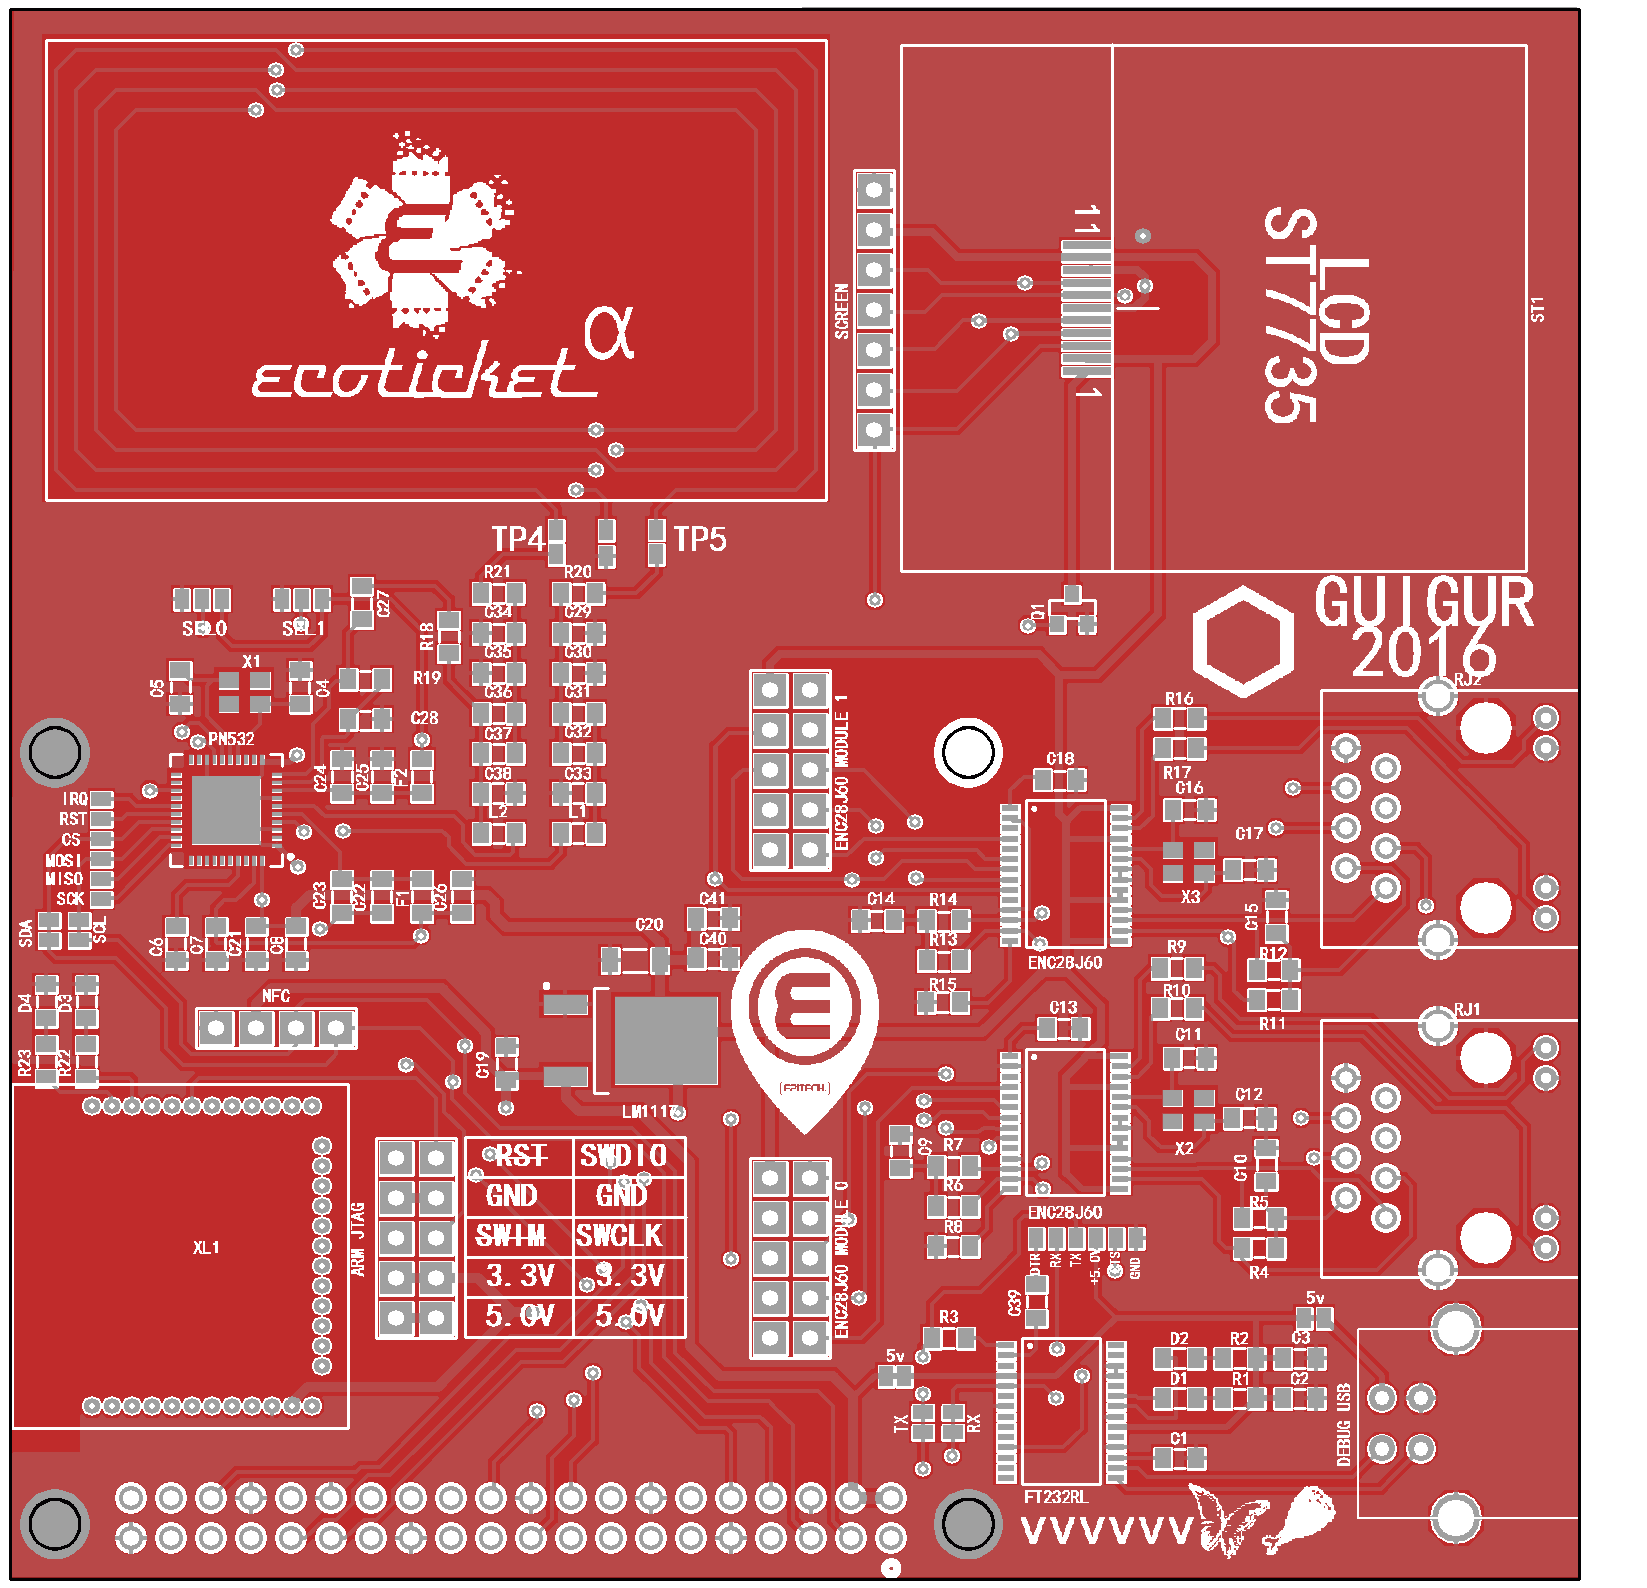 ecoticket α
SCREEN
11
1
LCD
ST7735
ST1
TP4
TP5
GUIGUR
2016
SEL0
SEL1
C27
R18
R21
R20
C34
C29
C35
C30
C36
C31
C37
C32
C38
C33
L2
L1
Q1
X1
C5
C4
R19
C28
PN532
C24
C25
F2
IRQ
RST
CS
MOSI
MISO
SCK
SDA
SCL
C23
C22
F1
C26
C6
C7
C21
C8
ENC28J60 MODULE 1
C18
R16
R17
C16
C17
X3
C15
RJ2
C41
C40
C20
C14
R14
R13
R15
ENC28J60
R9
R10
R12
R11
D4
D3
R23
R22
NFC
C19
LM1117
[EPITECH.]
C13
C11
C12
X2
C10
RJ1
C9
R7
R6
R8
R5
R4
ENC28J60
XL1
ARM JTAG
RST SWDIO
GND GND
SWIM SWCLK
3.3V 3.3V
5.0V 5.0V
ENC28J60 MODULE 0
DTR
RX
TX
+5.0V
CTS
GND
C39
R3
5v
5v
TX
RX
D2
R2
C3
D1
R1
C2
C1
DEBUG USB
FT232RL
VVVVVV